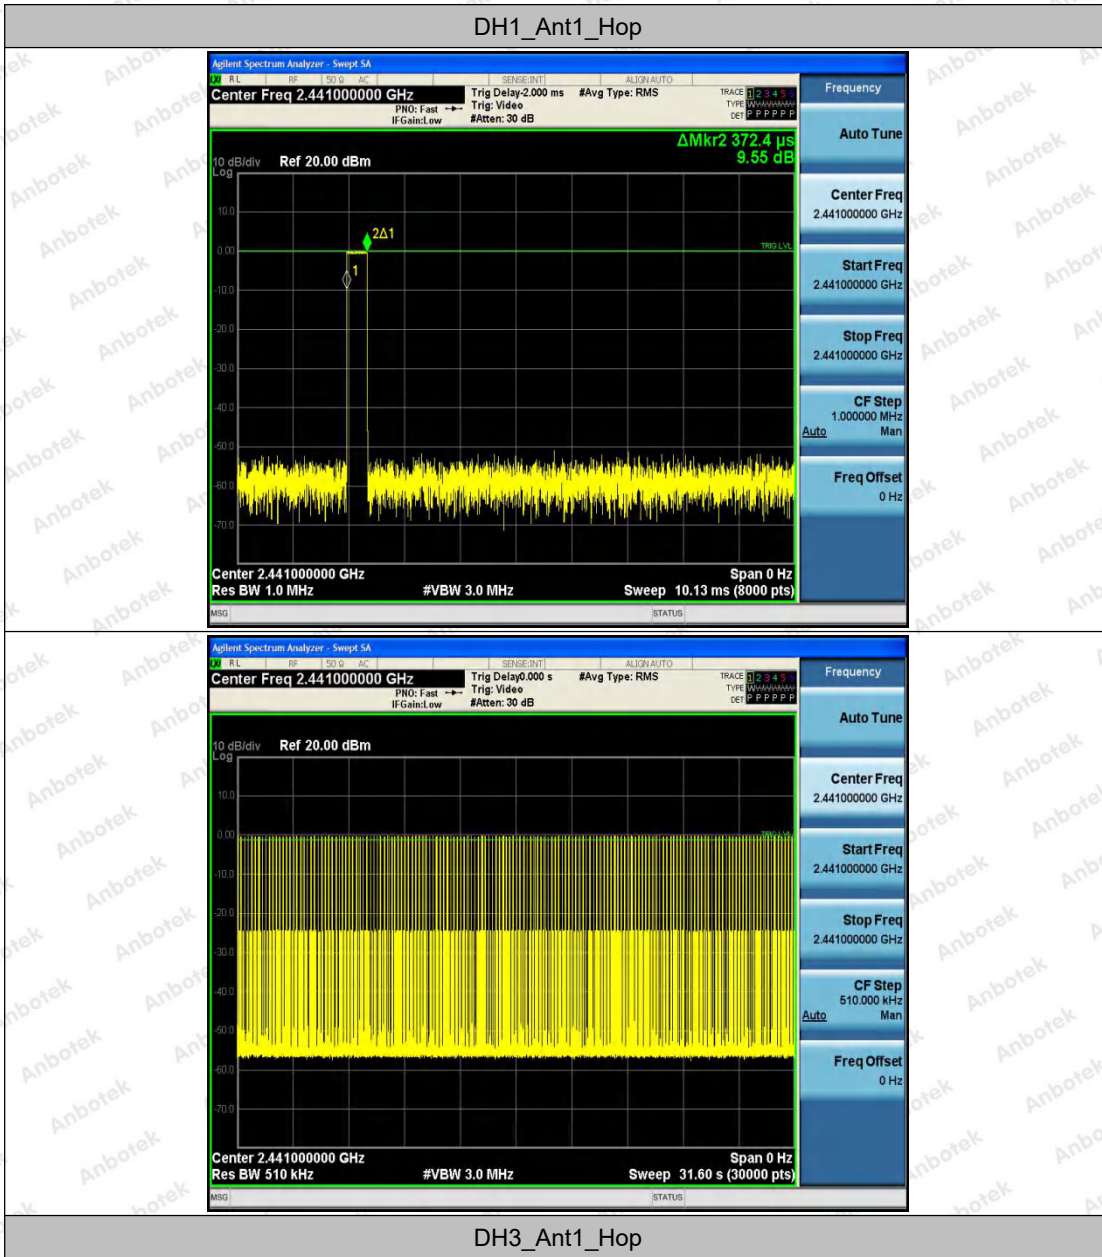 DH1_Ant1_Hop
Agilent Spectrum Analyzer - Swept SA
RL RF 50 Ω AC SENSE:INT ALIGN AUTO
Center Freq 2.441000000 GHz
PNO: Fast
IFGain:Low
Trig Delay-2.000 ms
Trig: Video
#Atten: 30 dB
#Avg Type: RMS
TRACE 1 2 3 4 5 6
TYPE W
DET P P P P P P
ΔMkr2 372.4 µs
9.55 dB
10 dB/div Ref 20.00 dBm
Log
10.0
0.00
-10.0
-20.0
-30.0
-40.0
-50.0
-60.0
-70.0
2Δ1
1
TRIG LVL
Center 2.441000000 GHz Span 0 Hz
Res BW 1.0 MHz #VBW 3.0 MHz Sweep 10.13 ms (8000 pts)
MSG STATUS
Frequency
Auto Tune
Center Freq
2.441000000 GHz
Start Freq
2.441000000 GHz
Stop Freq
2.441000000 GHz
CF Step
1.000000 MHz
Auto Man
Freq Offset
0 Hz
Agilent Spectrum Analyzer - Swept SA
RL RF 50 Ω AC SENSE:INT ALIGN AUTO
Center Freq 2.441000000 GHz
PNO: Fast
IFGain:Low
Trig Delay0.000 s
Trig: Video
#Atten: 30 dB
#Avg Type: RMS
TRACE 1 2 3 4 5 6
TYPE W
DET P P P P P P
10 dB/div Ref 20.00 dBm
Log
10.0
0.00
-10.0
-20.0
-30.0
-40.0
-50.0
-60.0
-70.0
TRIG LVL
Center 2.441000000 GHz Span 0 Hz
Res BW 510 kHz #VBW 3.0 MHz Sweep 31.60 s (30000 pts)
MSG STATUS
Frequency
Auto Tune
Center Freq
2.441000000 GHz
Start Freq
2.441000000 GHz
Stop Freq
2.441000000 GHz
CF Step
510.000 kHz
Auto Man
Freq Offset
0 Hz
DH3_Ant1_Hop
Anbotek